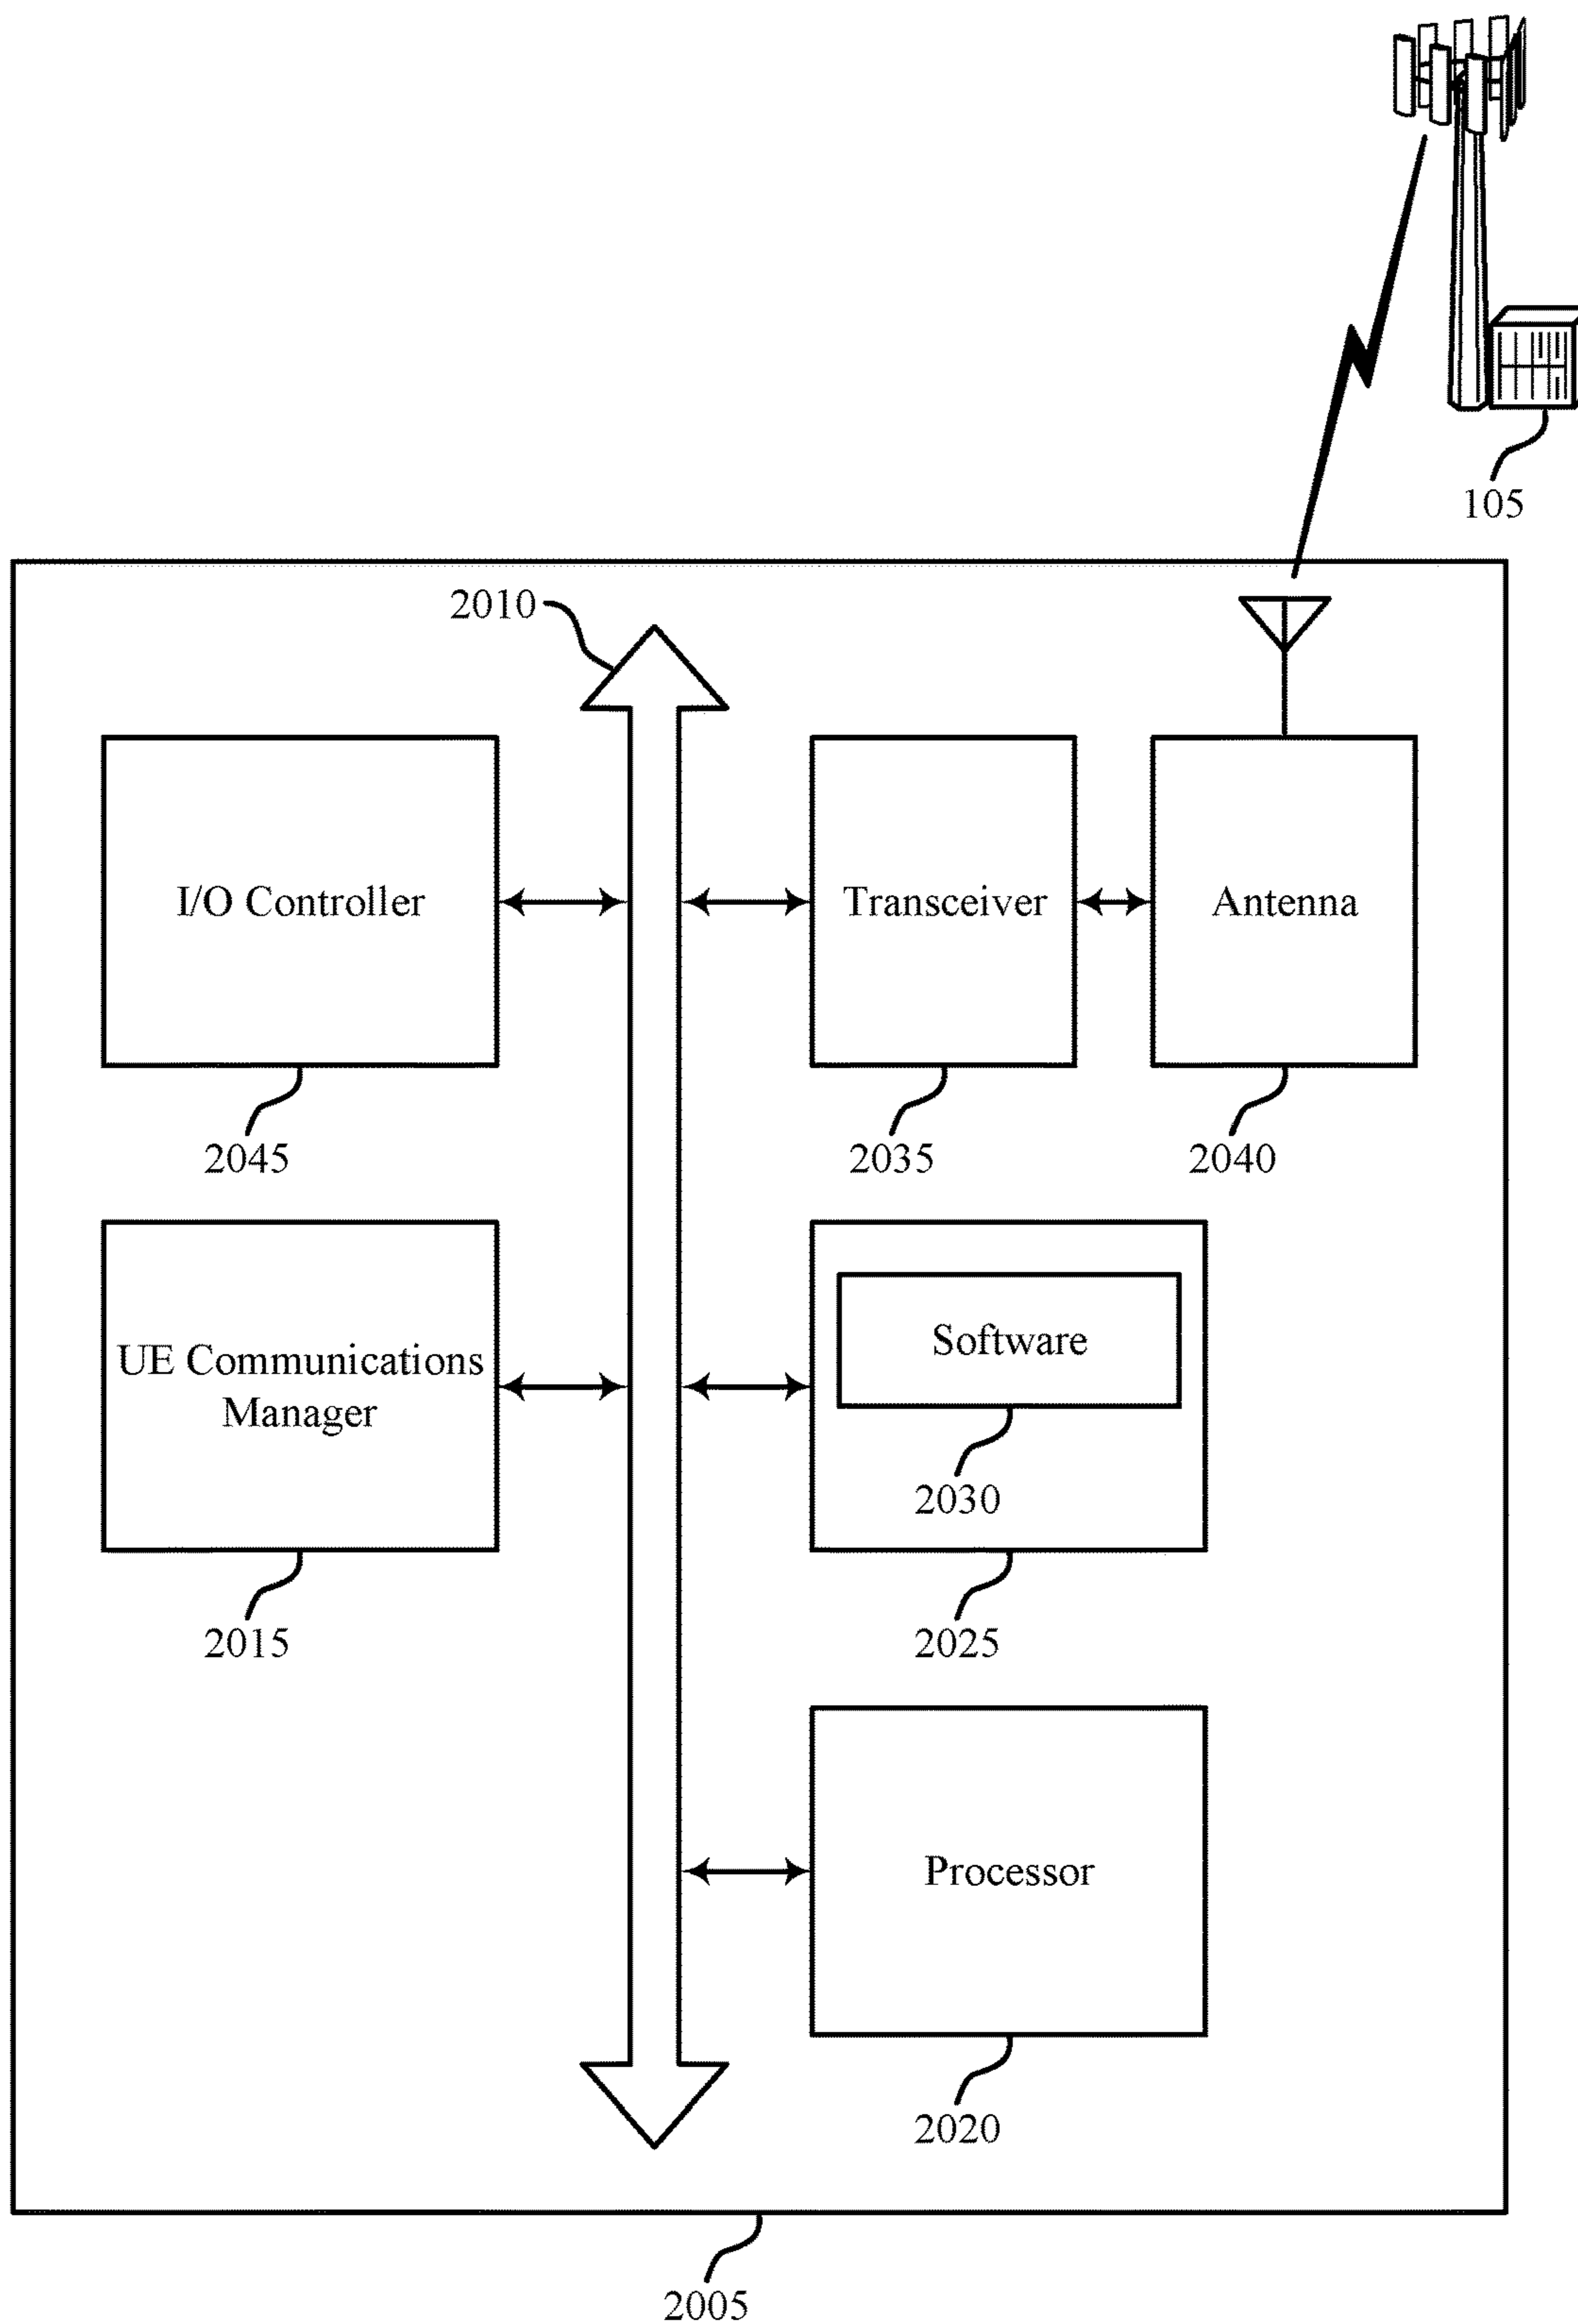 105
2010
I/O Controller
Transceiver
Antenna
2045
2035
2040
UE Communications
Manager
Software
2030
2015
2025
Processor
2020
2005